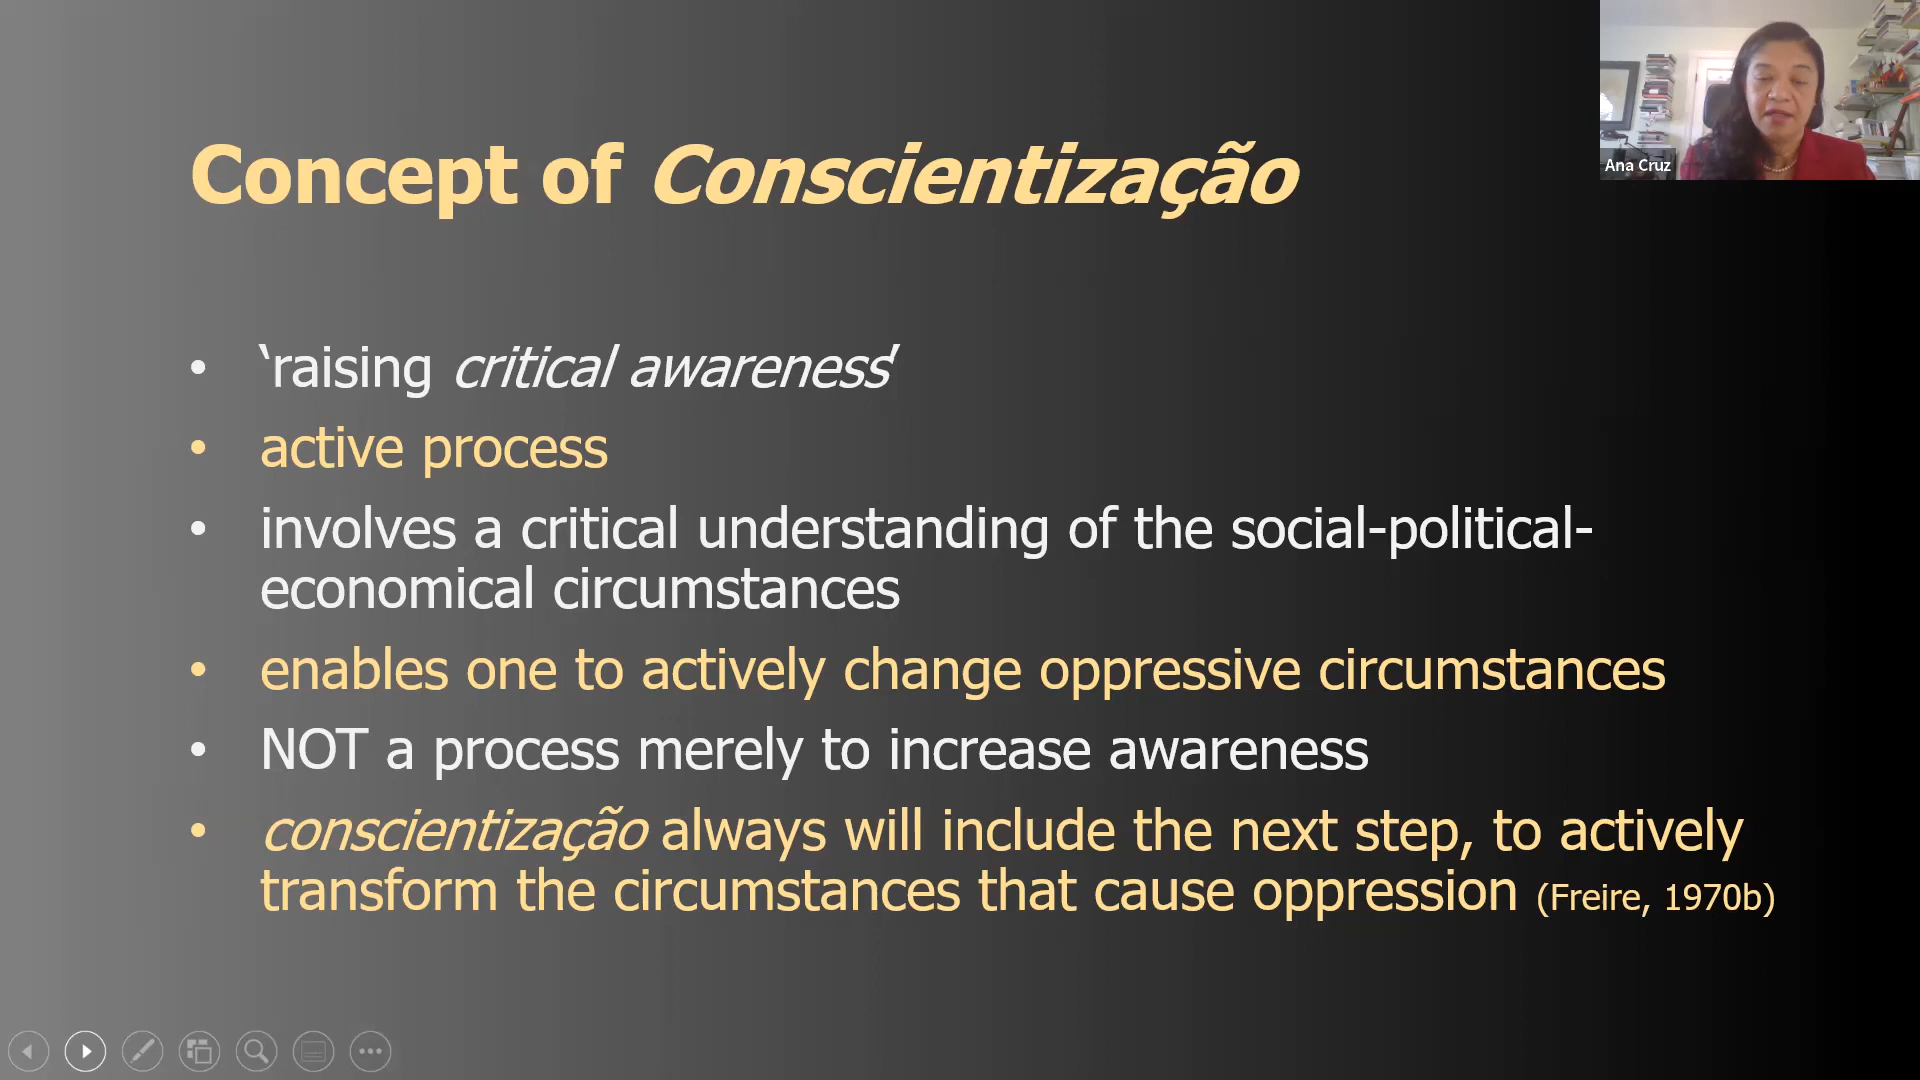 Concept of Conscientização
Ana Cruz
• ‘raising critical awareness’
• active process
• involves a critical understanding of the social-political-
economical circumstances
• enables one to actively change oppressive circumstances
• NOT a process merely to increase awareness
• conscientização always will include the next step, to actively
transform the circumstances that cause oppression (Freire, 1970b)